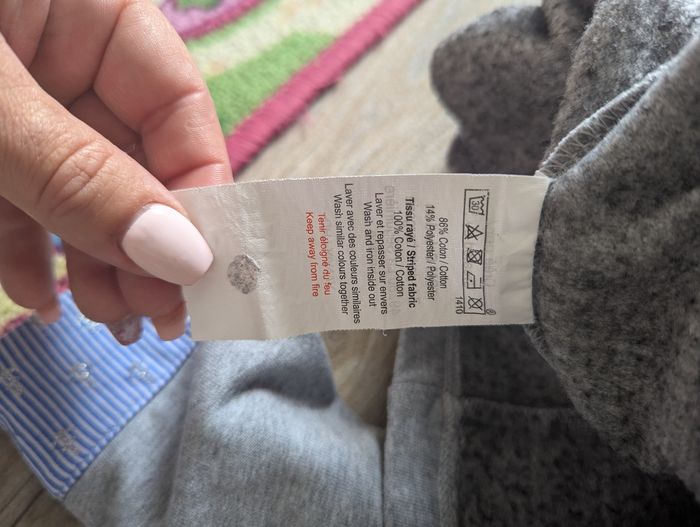 30
®
1410
86% Coton / Cotton
14% Polyester / Polyester
Tissu rayé / Striped fabric
100% Coton / Cotton
Laver et repasser sur envers
Wash and iron inside out
Laver avec des couleurs similaires
Wash similar colours together
Tenir éloigné du feu
Keep away from fire